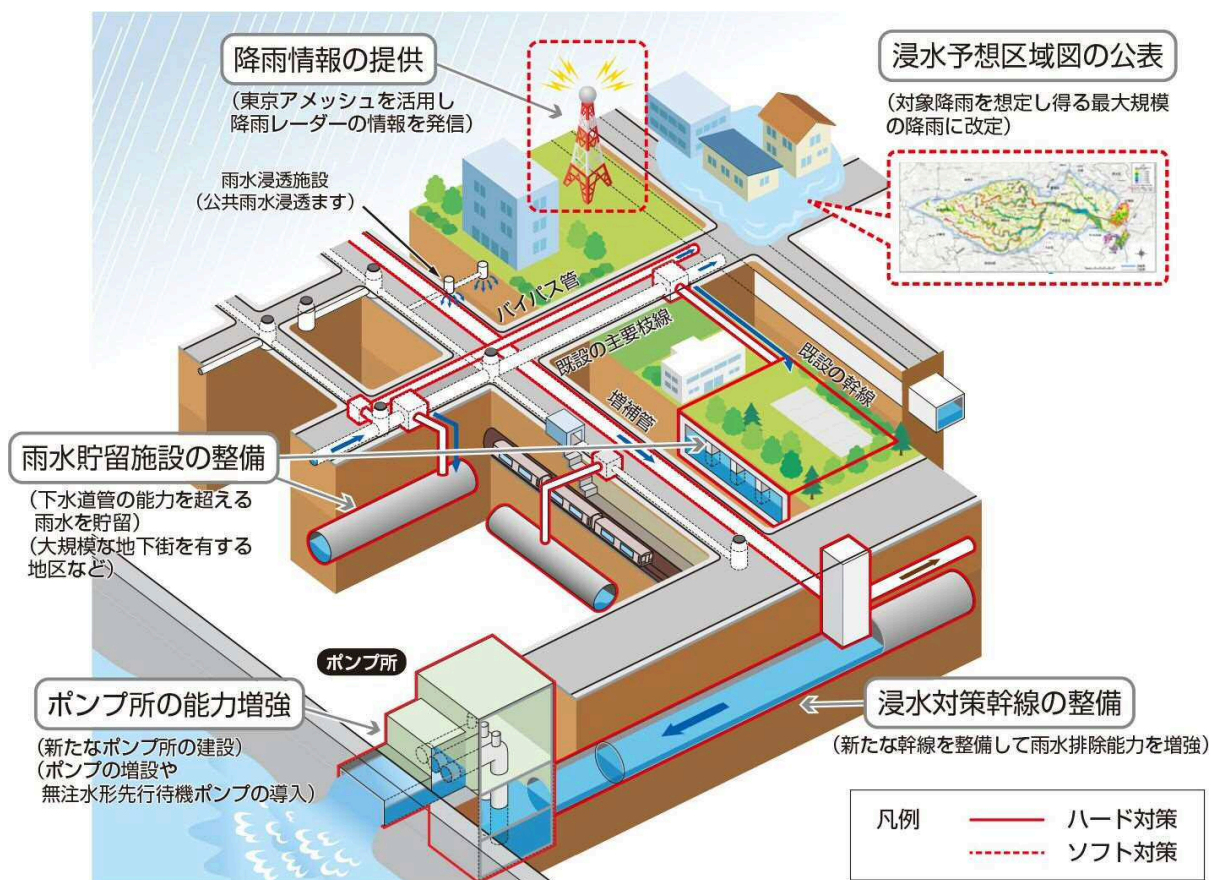 降雨情報の提供
(東京アメッシュを活用し
降雨レーダーの情報を発信)
浸水予想区域図の公表
(対象降雨を想定し得る最大規模
の降雨に改定)
雨水浸透施設
(公共雨水浸透ます)
バイパス管
既設の主要枝線
既設の幹線
増補管
雨水貯留施設の整備
(下水道管の能力を超える
雨水を貯留)
(大規模な地下街を有する
地区など)
ポンプ所
ポンプ所の能力増強
(新たなポンプ所の建設)
(ポンプの増設や
無注水形先行待機ポンプの導入)
浸水対策幹線の整備
(新たな幹線を整備して雨水排除能力を増強)
凡例
ハード対策
ソフト対策